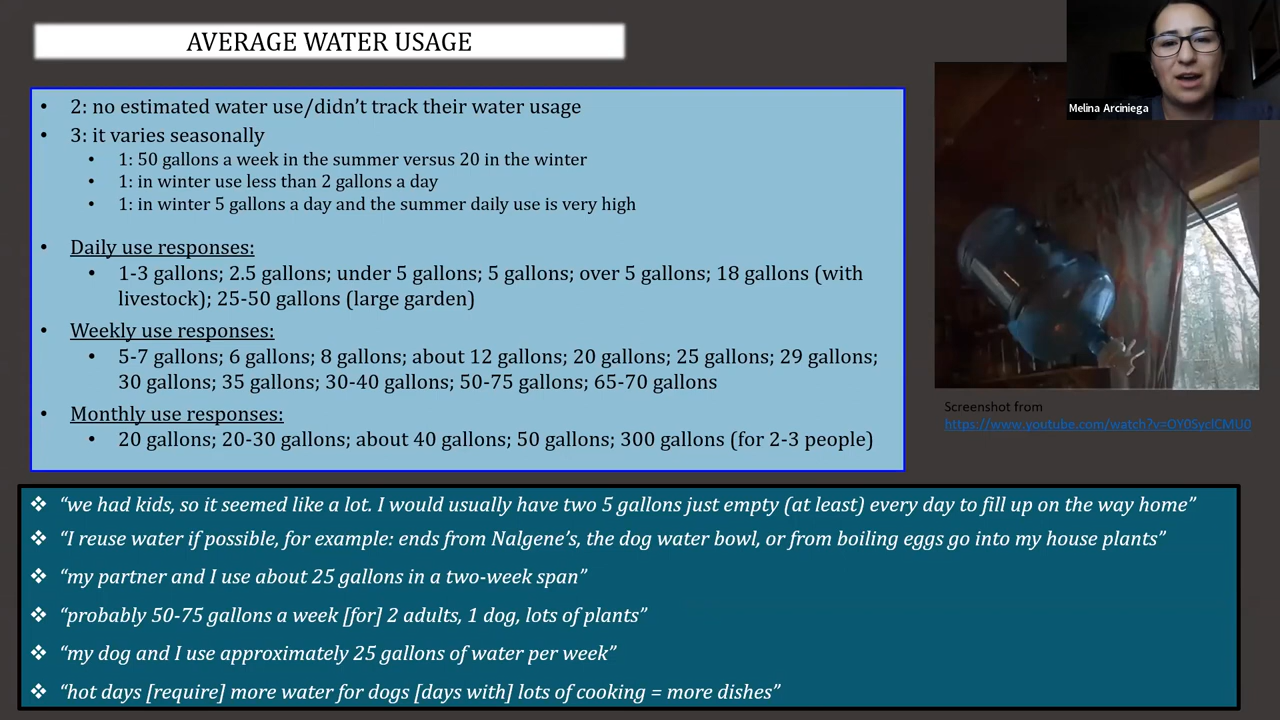 AVERAGE WATER USAGE
Melina Arciniega
• 2: no estimated water use/didn't track their water usage
• 3: it varies seasonally
• 1: 50 gallons a week in the summer versus 20 in the winter
• 1: in winter use less than 2 gallons a day
• 1: in winter 5 gallons a day and the summer daily use is very high
• Daily use responses:
• 1-3 gallons; 2.5 gallons; under 5 gallons; 5 gallons; over 5 gallons; 18 gallons (with
livestock); 25-50 gallons (large garden)
• Weekly use responses:
• 5-7 gallons; 6 gallons; 8 gallons; about 12 gallons; 20 gallons; 25 gallons; 29 gallons;
30 gallons; 35 gallons; 30-40 gallons; 50-75 gallons; 65-70 gallons
• Monthly use responses:
• 20 gallons; 20-30 gallons; about 40 gallons; 50 gallons; 300 gallons (for 2-3 people)
Screenshot from
❖ “we had kids, so it seemed like a lot. I would usually have two 5 gallons just empty (at least) every day to fill up on the way home”
❖ “I reuse water if possible, for example: ends from Nalgene’s, the dog water bowl, or from boiling eggs go into my house plants”
❖ “my partner and I use about 25 gallons in a two-week span”
❖ “probably 50-75 gallons a week [for] 2 adults, 1 dog, lots of plants”
❖ “my dog and I use approximately 25 gallons of water per week”
❖ “hot days [require] more water for dogs [days with] lots of cooking = more dishes”